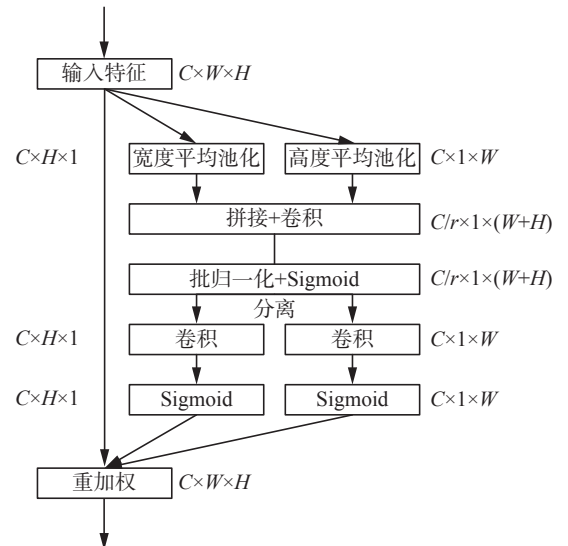 输入特征 C×W×H
C×H×1 宽度平均池化 高度平均池化 C×1×W
拼接+卷积 C/r×1×(W+H)
批归一化+Sigmoid C/r×1×(W+H)
分离
C×H×1 卷积 卷积 C×1×W
C×H×1 Sigmoid Sigmoid C×1×W
重加权 C×W×H